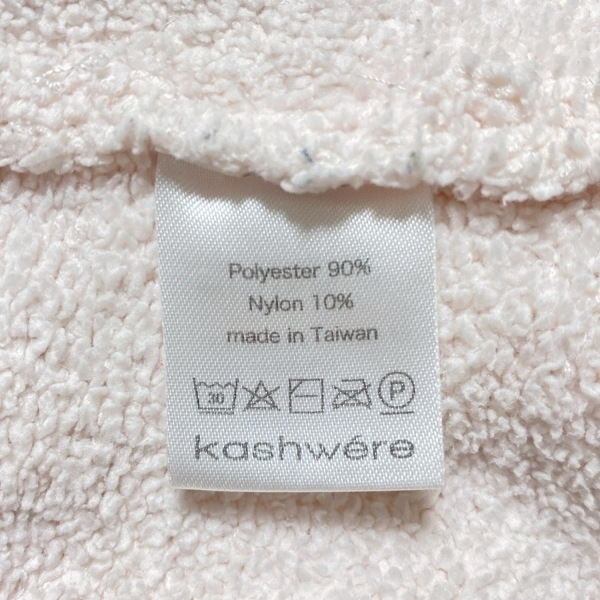 Polyester 90%
Nylon 10%
made in Taiwan
30 P
kashwére